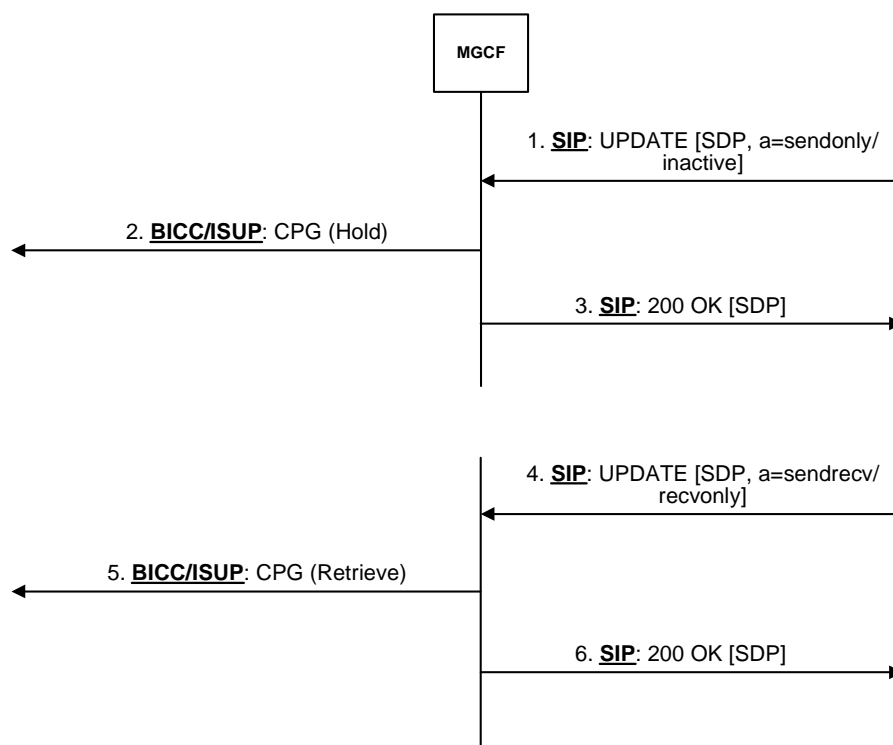 MGCF
1. SIP: UPDATE [SDP, a=sendonly/
inactive]
2. BICC/ISUP: CPG (Hold)
3. SIP: 200 OK [SDP]
4. SIP: UPDATE [SDP, a=sendrecv/
recvonly]
5. BICC/ISUP: CPG (Retrieve)
6. SIP: 200 OK [SDP]